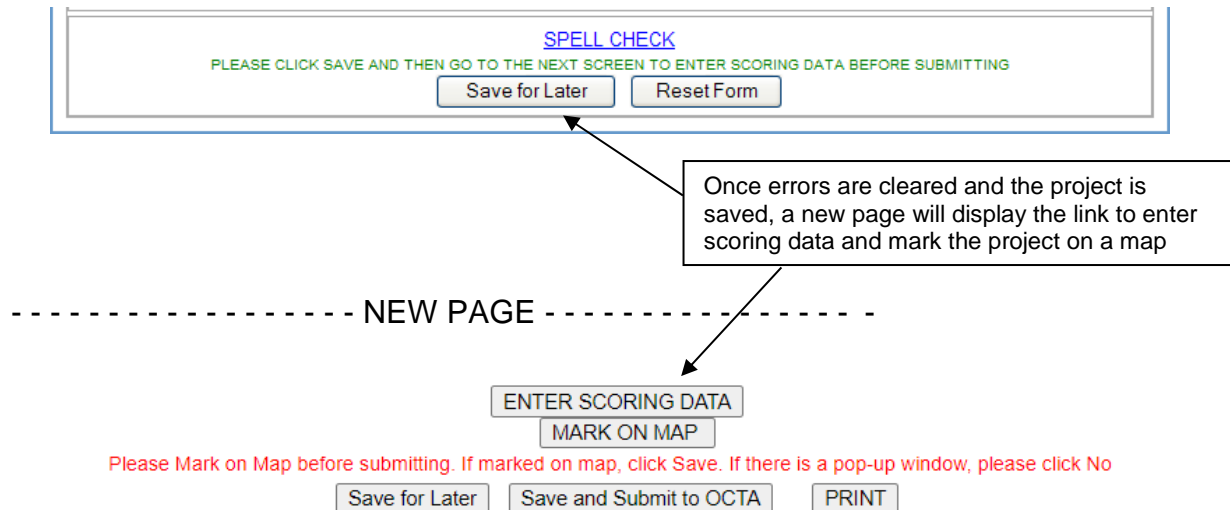 SPELL CHECK
PLEASE CLICK SAVE AND THEN GO TO THE NEXT SCREEN TO ENTER SCORING DATA BEFORE SUBMITTING
Save for Later Reset Form
Once errors are cleared and the project is
saved, a new page will display the link to enter
scoring data and mark the project on a map
- - - - - - - - - - - - - - - - - - NEW PAGE - - - - - - - - - - - - - - - - - -
ENTER SCORING DATA
MARK ON MAP
Please Mark on Map before submitting. If marked on map, click Save. If there is a pop-up window, please click No
Save for Later Save and Submit to OCTA PRINT